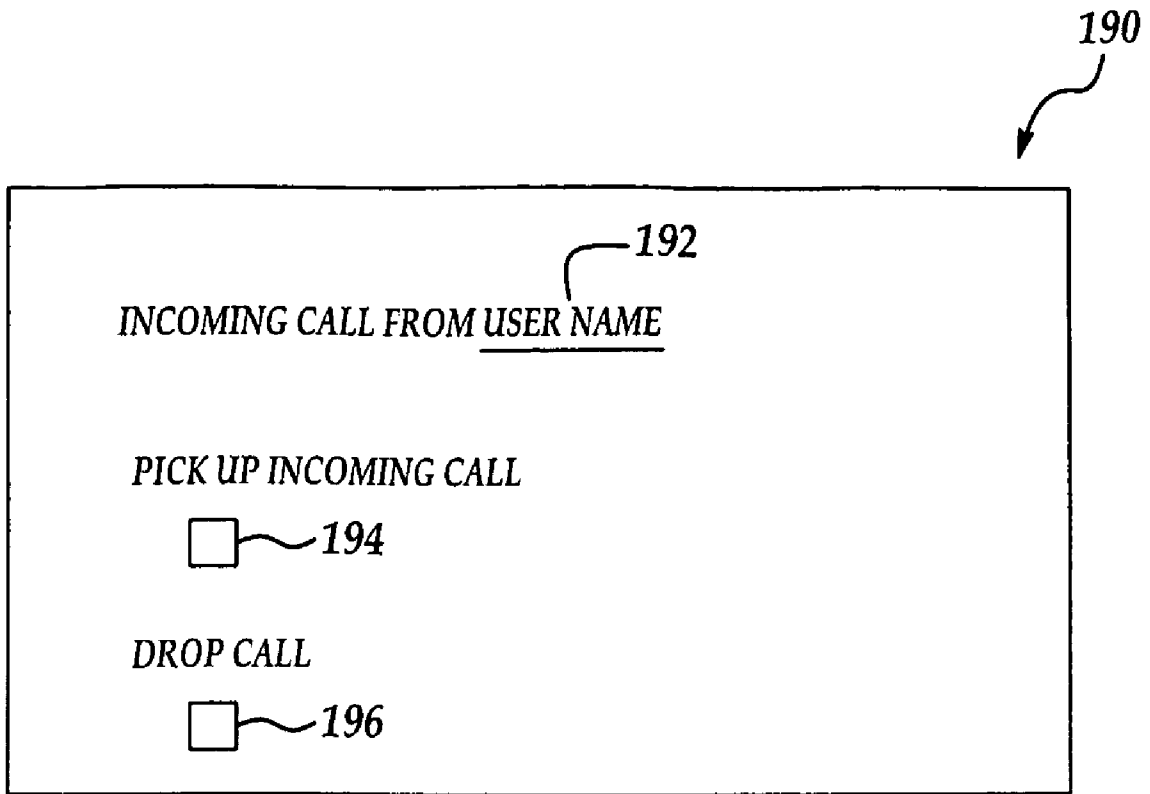 190
192
INCOMING CALL FROM USER NAME
PICK UP INCOMING CALL
194
DROP CALL
196